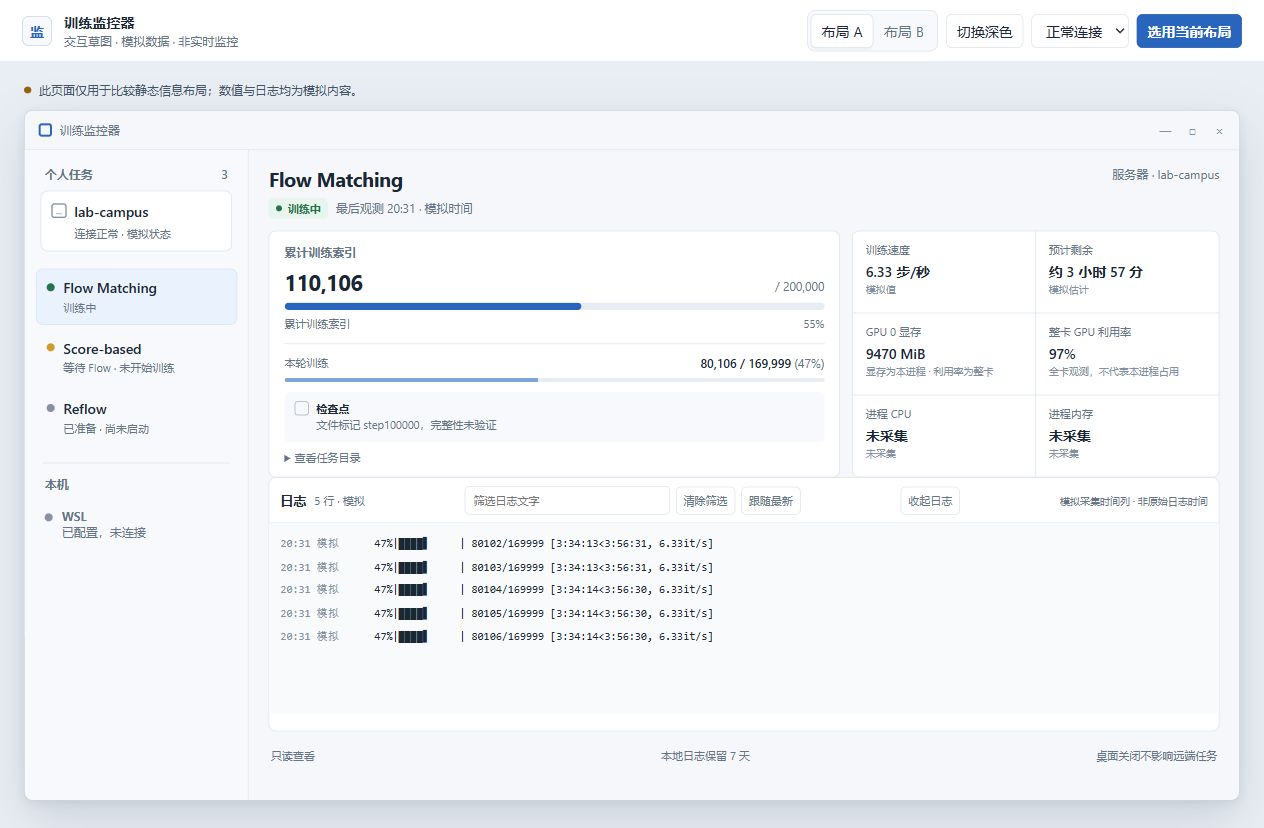 监
训练监控器
交互草图 · 模拟数据 · 非实时监控
布局 A
布局 B
切换深色
正常连接
选用当前布局
此页面仅用于比较静态信息布局；数值与日志均为模拟内容。
训练监控器
个人任务 3
lab-campus
连接正常 · 模拟状态
Flow Matching
训练中
Score-based
等待 Flow · 未开始训练
Reflow
已准备 · 尚未启动
本机
WSL
已配置，未连接
Flow Matching
服务器 · lab-campus
训练中 最后观测 20:31 · 模拟时间
累计训练索引
110,106 / 200,000
累计训练索引 55%
本轮训练 80,106 / 169,999 (47%)
检查点
文件标记 step100000，完整性未验证
查看任务目录
训练速度
6.33 步/秒
模拟值
预计剩余
约 3 小时 57 分
模拟估计
GPU 0 显存
9470 MiB
显存为本进程 · 利用率为整卡
整卡 GPU 利用率
97%
全卡观测，不代表本进程占用
进程 CPU
未采集
未采集
进程内存
未采集
未采集
日志 5 行 · 模拟 筛选日志文字 清除筛选 跟随最新 收起日志 模拟采集时间列 · 非原始日志时间
20:31 模拟 47%|████▋ | 80102/169999 [3:34:13<3:56:31, 6.33it/s]
20:31 模拟 47%|████▋ | 80103/169999 [3:34:13<3:56:31, 6.33it/s]
20:31 模拟 47%|████▋ | 80104/169999 [3:34:14<3:56:30, 6.33it/s]
20:31 模拟 47%|████▋ | 80105/169999 [3:34:14<3:56:30, 6.33it/s]
20:31 模拟 47%|████▋ | 80106/169999 [3:34:14<3:56:30, 6.33it/s]
只读查看 本地日志保留 7 天 桌面关闭不影响远端任务